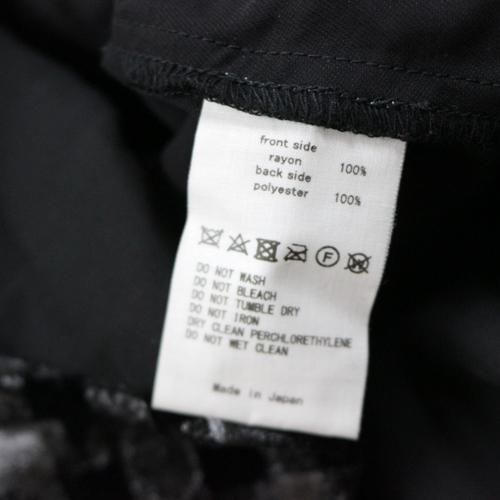 front side
rayon 100%
back side
polyester 100%
F W
DO NOT WASH
DO NOT BLEACH
DO NOT TUMBLE DRY
DO NOT IRON
DRY CLEAN PERCHLORETHYLENE
DO NOT WET CLEAN
Made in Japan